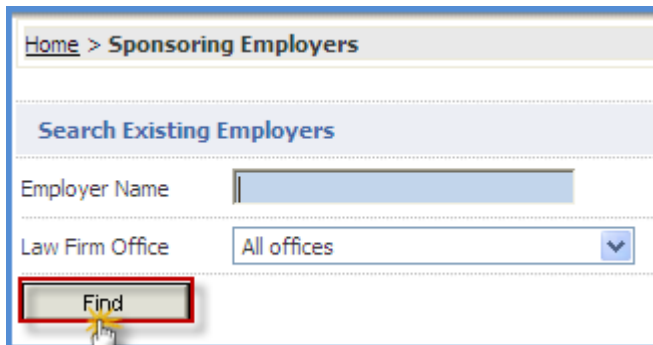 Home > Sponsoring Employers
Search Existing Employers
Employer Name
Law Firm Office All offices
Find